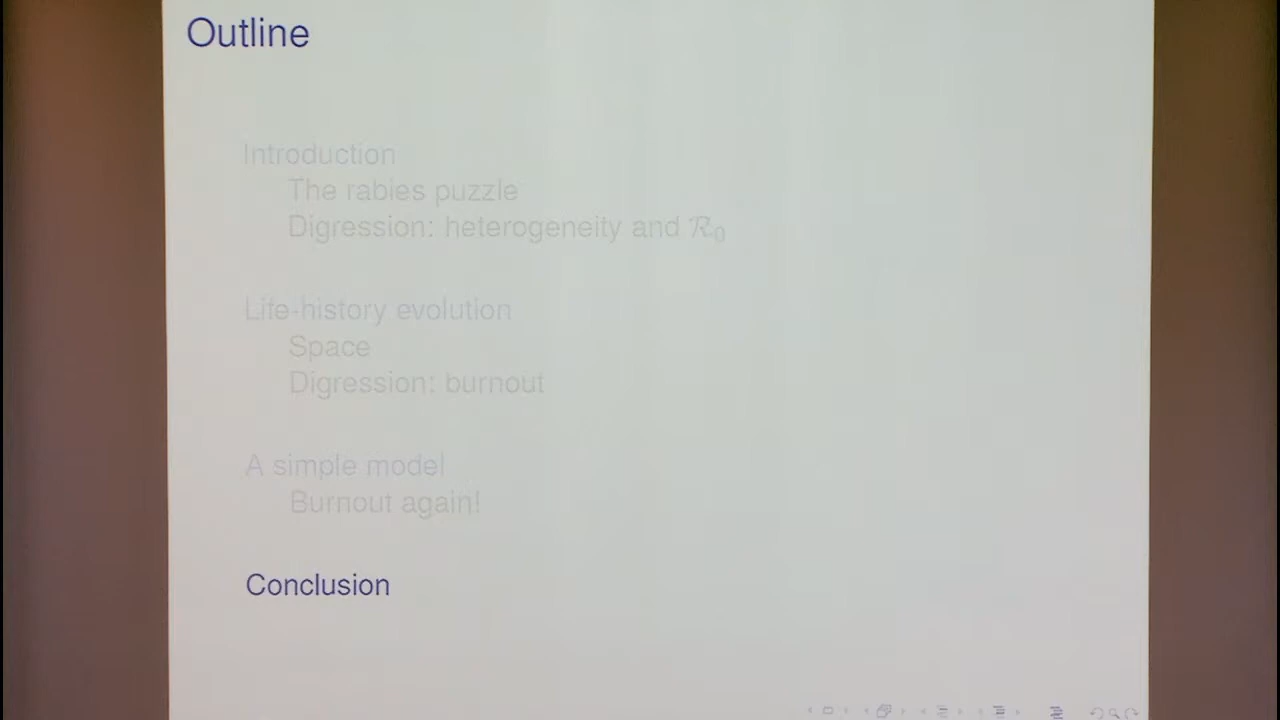 Outline
Introduction
The rabies puzzle
Digression: heterogeneity and ℛ₀
Life-history evolution
Space
Digression: burnout
A simple model
Burnout again!
Conclusion